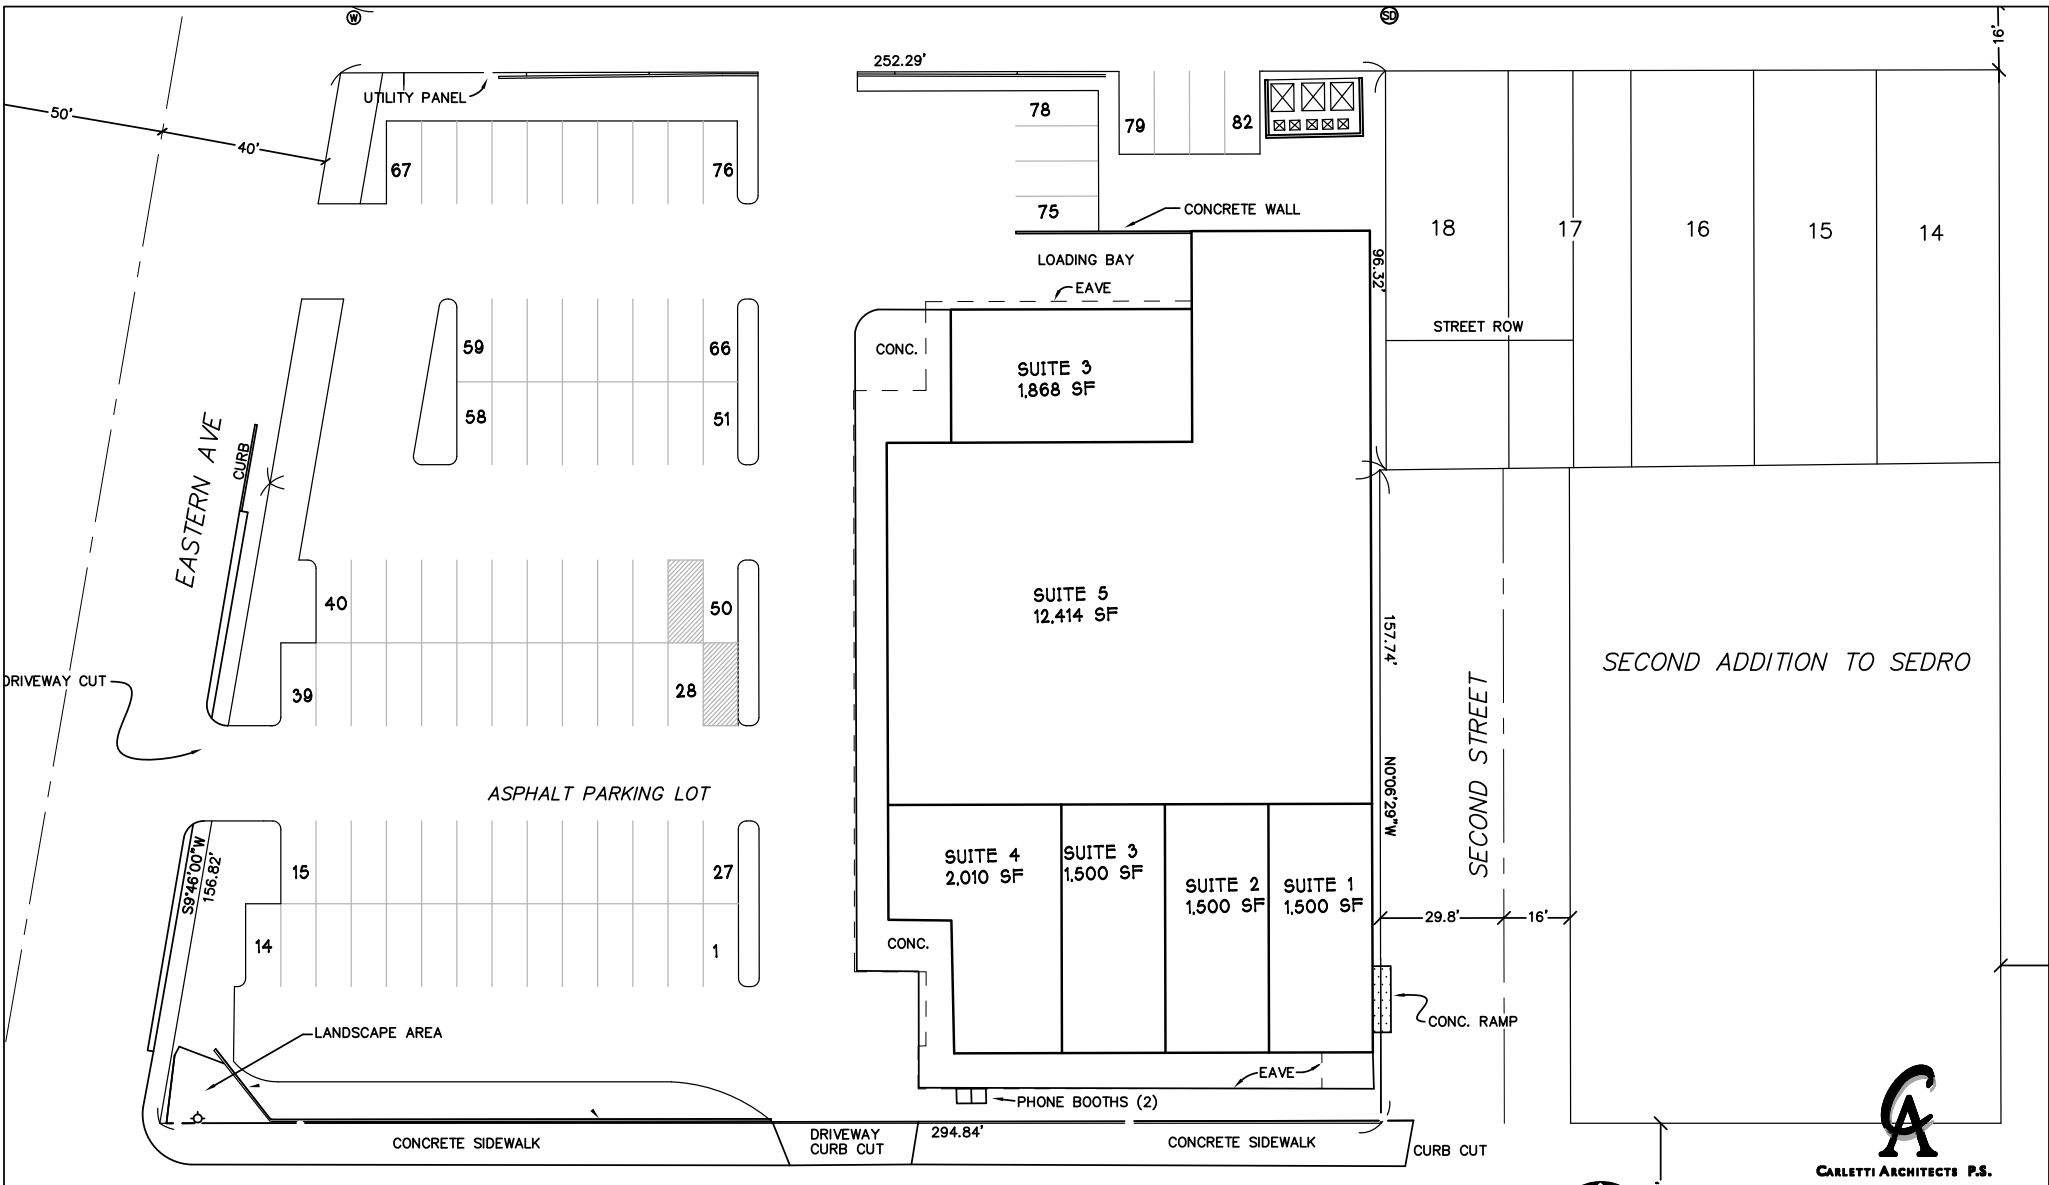 W
SD
16'
252.29'
UTILITY PANEL
50'
40'
78
79
82
67
76
75
CONCRETE WALL
18
17
16
15
14
LOADING BAY
EAVE
96.32'
STREET ROW
59
66
CONC.
SUITE 3
1,868 SF
58
51
EASTERN AVE
CURB
40
50
SUITE 5
12,414 SF
157.74'
SECOND ADDITION TO SEDRO
DRIVEWAY CUT
39
28
SECOND STREET
ASPHALT PARKING LOT
N0°06'29"W
S9°46'00"W
156.82'
15
27
SUITE 4
2,010 SF
SUITE 3
1,500 SF
SUITE 2
1,500 SF
SUITE 1
1,500 SF
29.8'
16'
14
1
CONC.
CONC. RAMP
LANDSCAPE AREA
EAVE
PHONE BOOTHS (2)
CONCRETE SIDEWALK
DRIVEWAY
CURB CUT
294.84'
CONCRETE SIDEWALK
CURB CUT
CA
CARLETTI ARCHITECTS P.S.